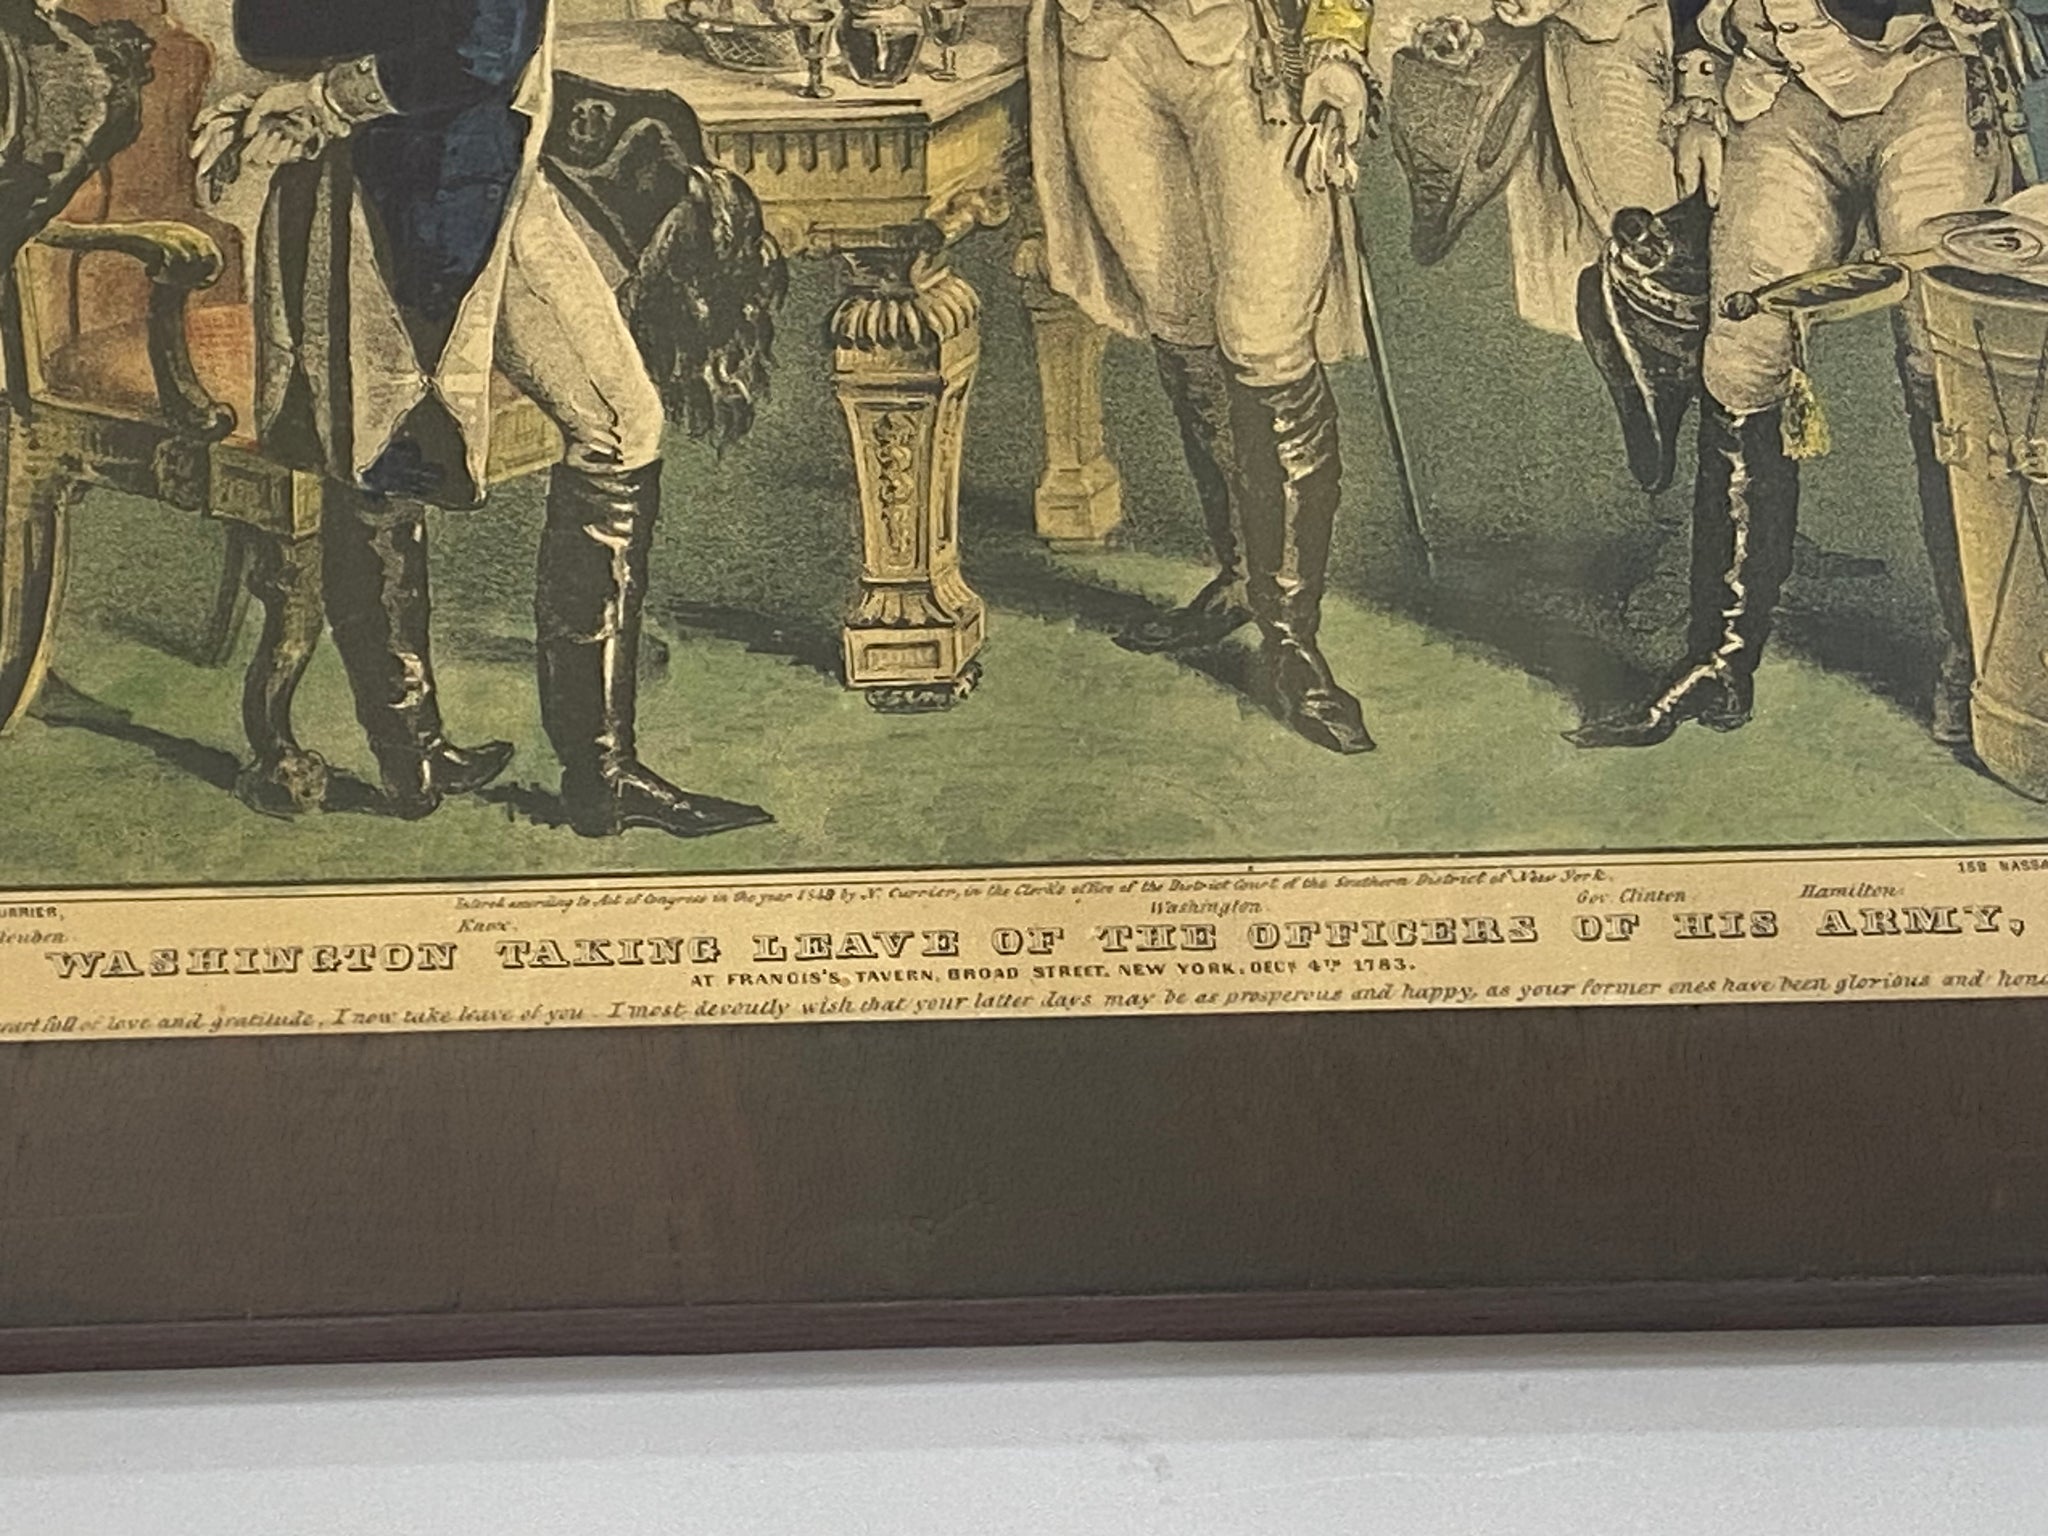 Entered according to Act of Congress in the year 1848 by N. Currier, in the Clerk's office of the District Court of the Southern District of New York.
URRIER, 152 NASSA
teuben. Knox. Washington. Gov. Clinton. Hamilton.
WASHINGTON TAKING LEAVE OF THE OFFICERS OF HIS ARMY,
AT FRANCIS'S TAVERN, BROAD STREET, NEW YORK, DECR 4TH 1783.
eart full of love and gratitude, I now take leave of you. I most devoutly wish that your latter days may be as prosperous and happy, as your former ones have been glorious and hono